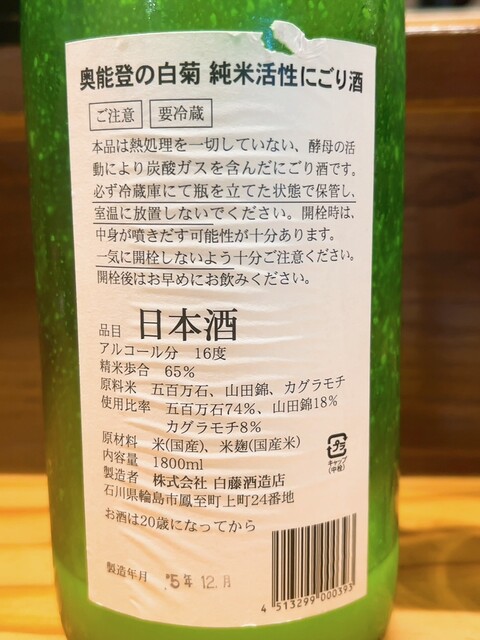 奥能登の白菊 純米活性にごり酒
ご注意 要冷蔵
本品は熱処理を一切していない、酵母の活
動により炭酸ガスを含んだにごり酒です。
必ず冷蔵庫にて瓶を立てた状態で保管し、
室温に放置しないでください。開栓時は、
中身が噴きだす可能性が十分あります。
一気に開栓しないよう十分ご注意ください。
開栓後はお早めにお飲みください。
品目 日本酒
アルコール分 16度
精米歩合 65%
原料米 五百万石、山田錦、カグラモチ
使用比率 五百万石74%、山田錦18%
カグラモチ8%
原材料 米(国産)、米麹(国産米)
内容量 1800ml
製造者 株式会社 白藤酒造店
石川県輪島市鳳至町上町24番地
プラ
キャップ
(中栓)
お酒は20歳になってから
製造年月 5年 12.月
4 513299 000393